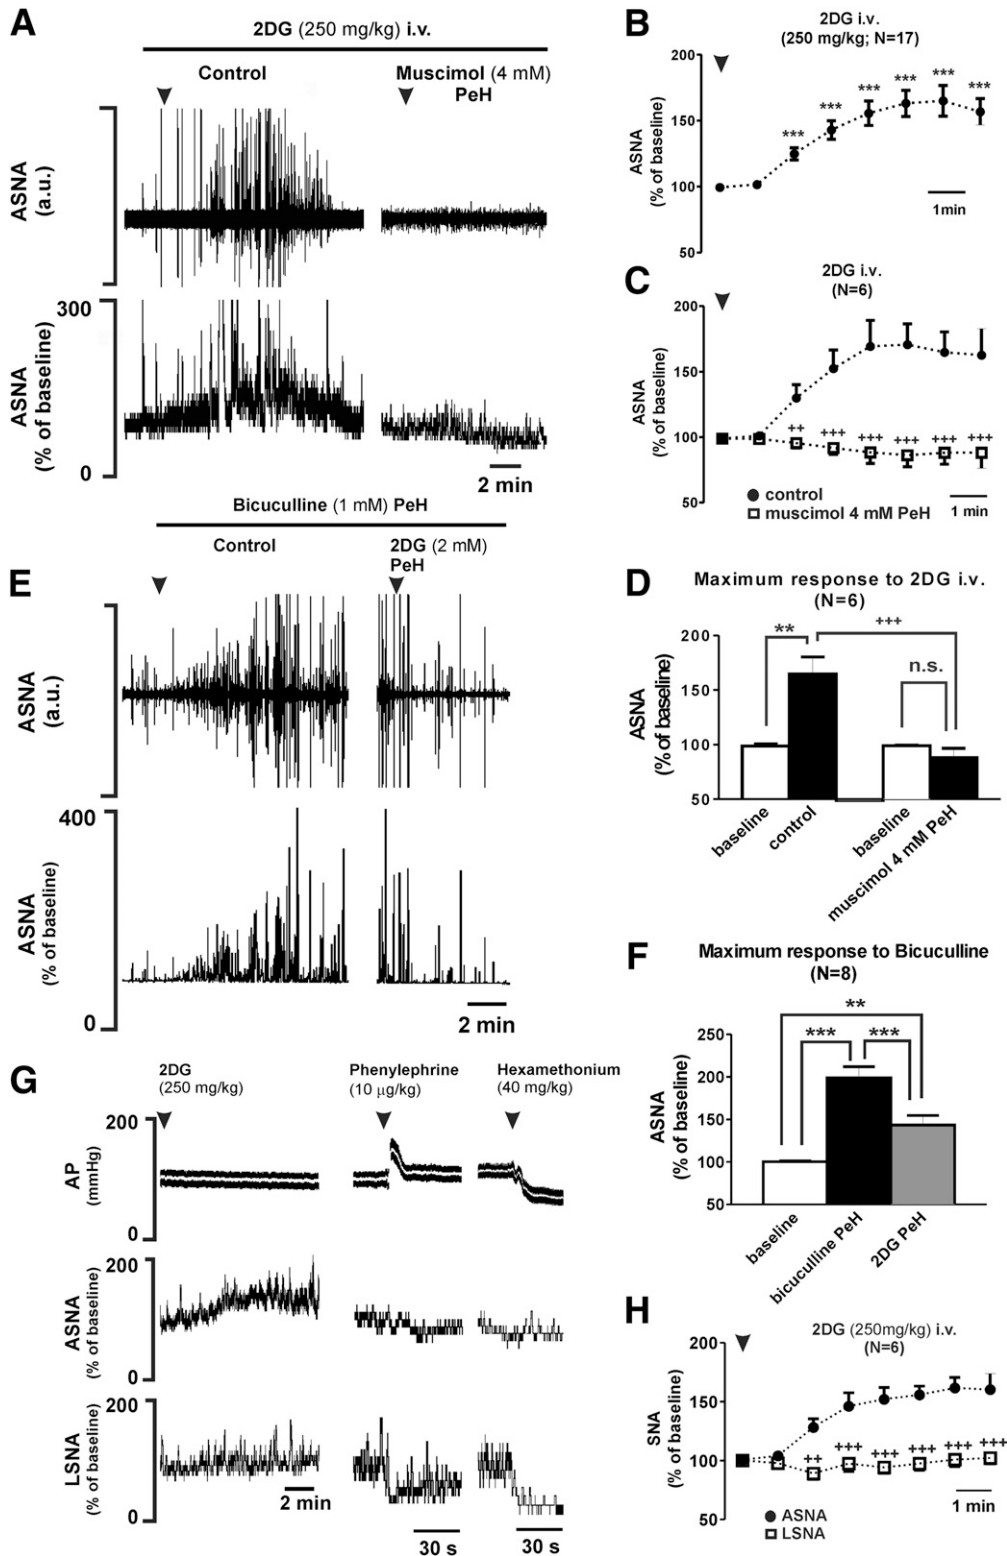 A
2DG (250 mg/kg) i.v.
Control
Muscimol (4 mM)
PeH
ASNA
(a.u.)
300
ASNA
(% of baseline)
0
2 min
B
2DG i.v.
(250 mg/kg; N=17)
200
150
100
50
ASNA
(% of baseline)
***
***
***
***
***
***
1min
C
2DG i.v.
(N=6)
200
150
100
50
ASNA
(% of baseline)
++
+++
+++
+++
+++
+++
control
muscimol 4 mM PeH
1 min
D
Maximum response to 2DG i.v.
(N=6)
200
150
100
50
ASNA
(% of baseline)
**
+++
n.s.
baseline
control
baseline
muscimol 4 mM PeH
E
Bicuculline (1 mM) PeH
Control
2DG (2 mM)
PeH
ASNA
(a.u.)
400
ASNA
(% of baseline)
0
2 min
F
Maximum response to Bicuculline
(N=8)
250
200
150
100
50
ASNA
(% of baseline)
**
***
***
baseline
bicuculline PeH
2DG PeH
G
2DG
(250 mg/kg)
Phenylephrine
(10 µg/kg)
Hexamethonium
(40 mg/kg)
200
AP
(mmHg)
0
200
ASNA
(% of baseline)
0
200
LSNA
(% of baseline)
0
2 min
30 s
30 s
H
2DG (250mg/kg) i.v.
(N=6)
200
150
100
50
SNA
(% of baseline)
++
+++
+++
+++
+++
+++
ASNA
LSNA
1 min